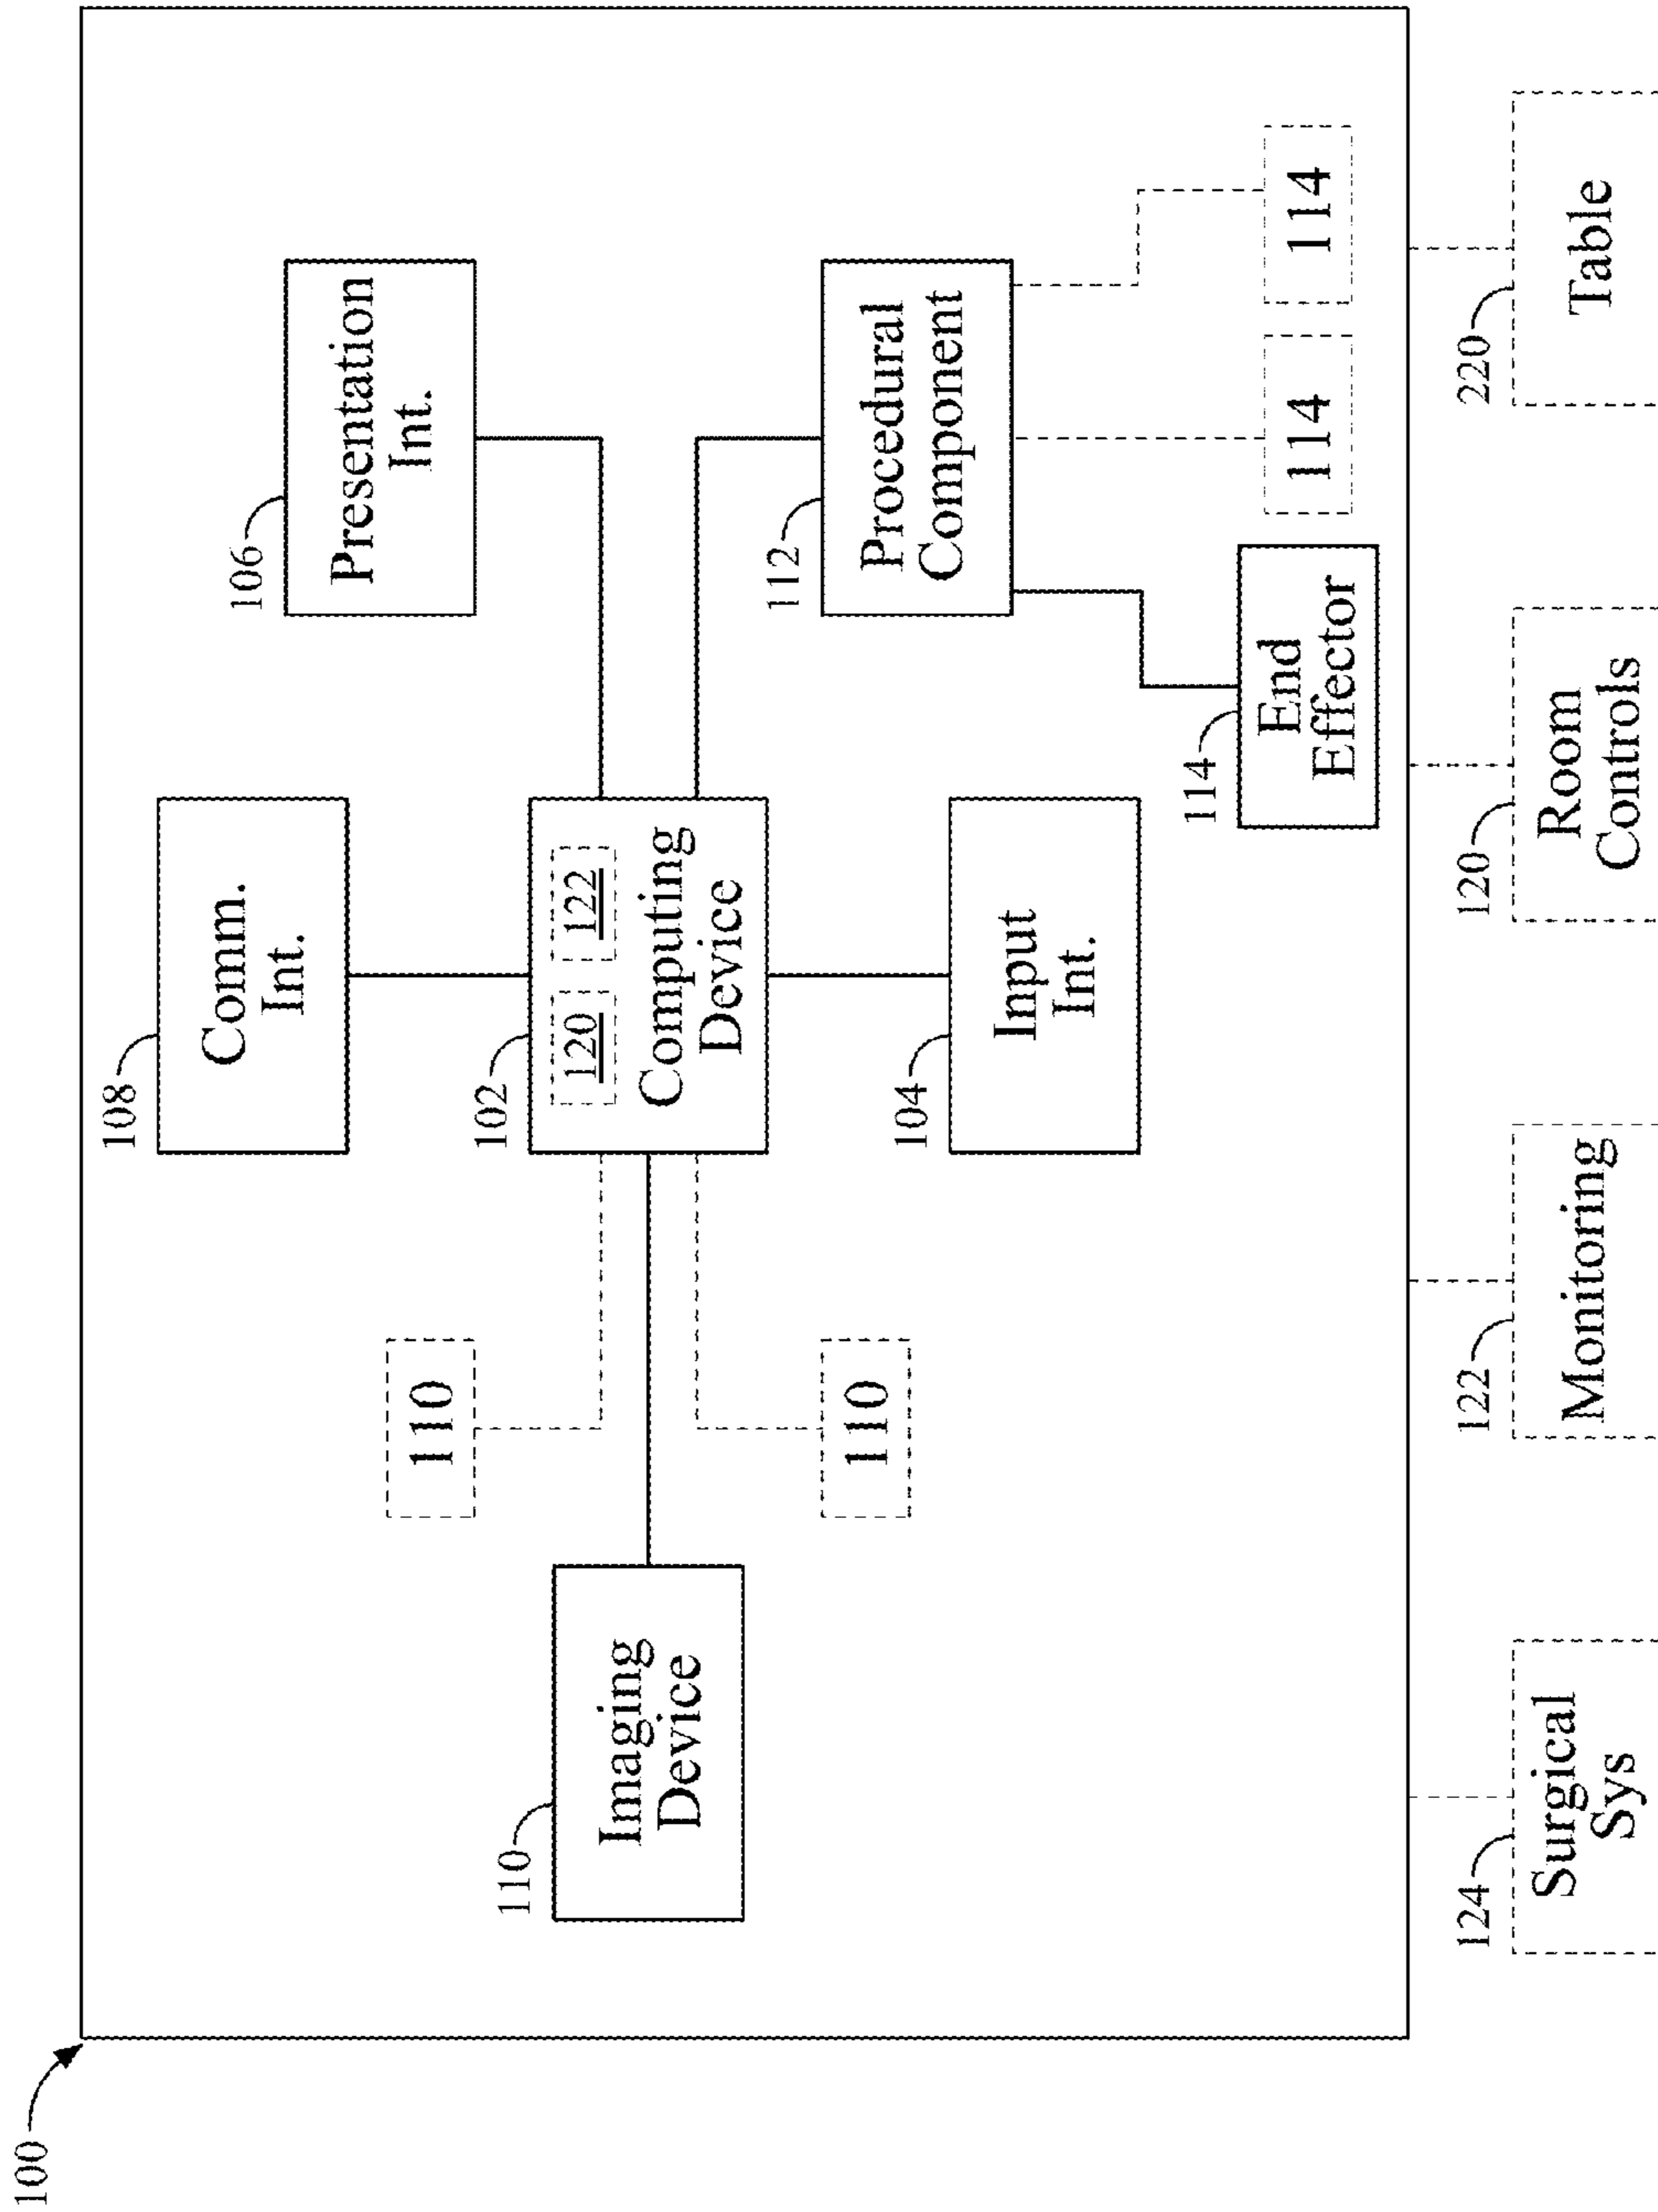 100
108
Comm.
Int.
106
Presentation
Int.
110
102
120
122
Computing
Device
110
Imaging
Device
110
104
Input
Int.
112
Procedural
Component
114
End
Effector
114
114
124
Surgical
Sys
122
Monitoring
120
Room
Controls
220
Table